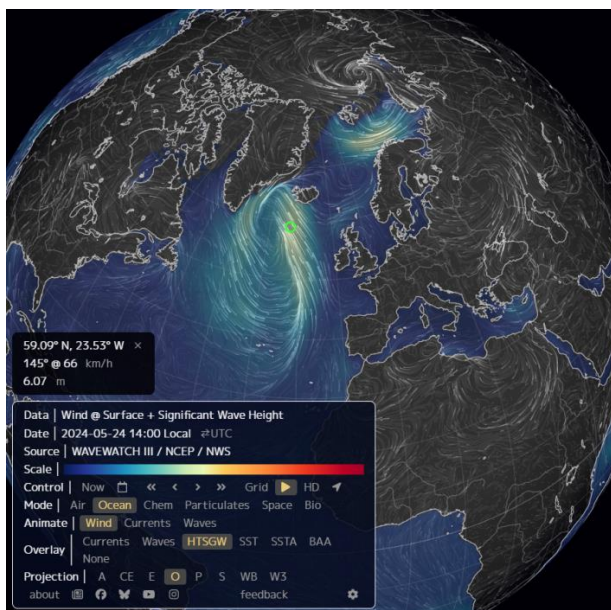 59.09° N, 23.53° W ×
145° @ 66 km/h
6.07 m
Data | Wind @ Surface + Significant Wave Height
Date | 2024-05-24 14:00 Local ⇄UTC
Source | WAVEWATCH III / NCEP / NWS
Scale |
Control | Now « ‹ › » Grid ▶ HD
Mode | Air Ocean Chem Particulates Space Bio
Animate | Wind Currents Waves
Overlay | Currents Waves HTSGW SST SSTA BAA
None
Projection | A CE E O P S WB W3
about feedback